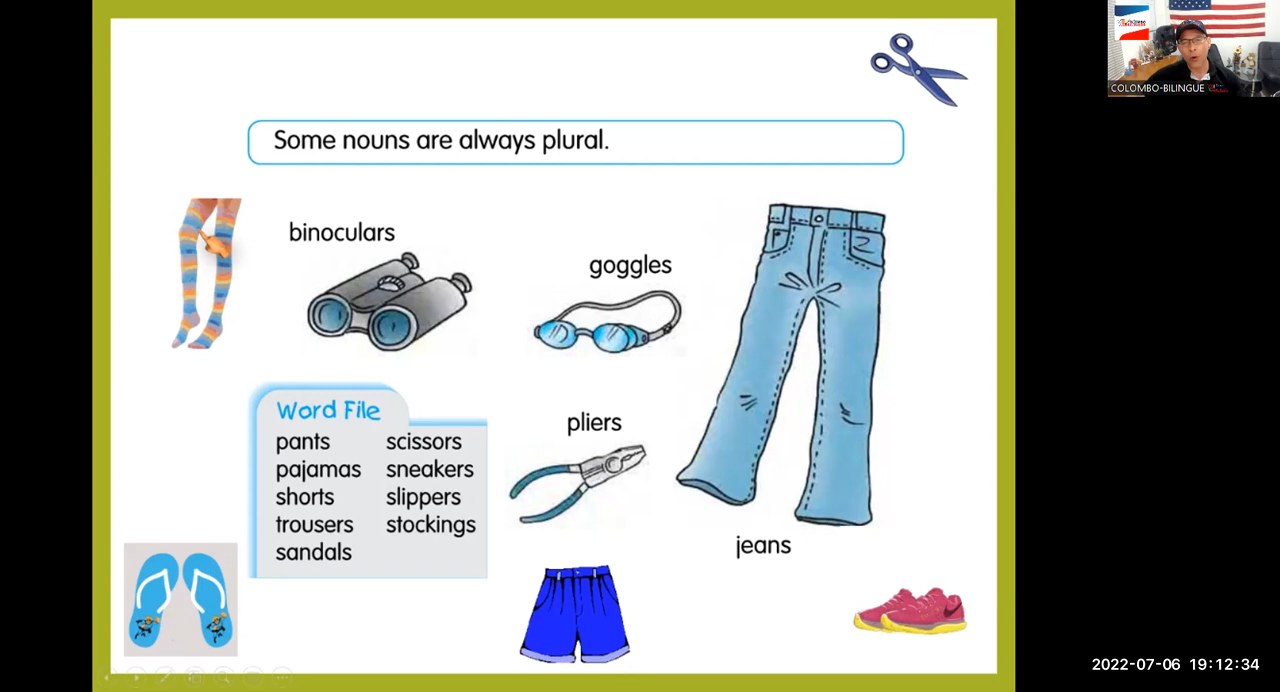 Some nouns are always plural.
binoculars
goggles
Word File
pants scissors
pajamas sneakers
shorts slippers
trousers stockings
sandals
pliers
jeans
COLOMBO-BILINGUE
2022-07-06 19:12:34